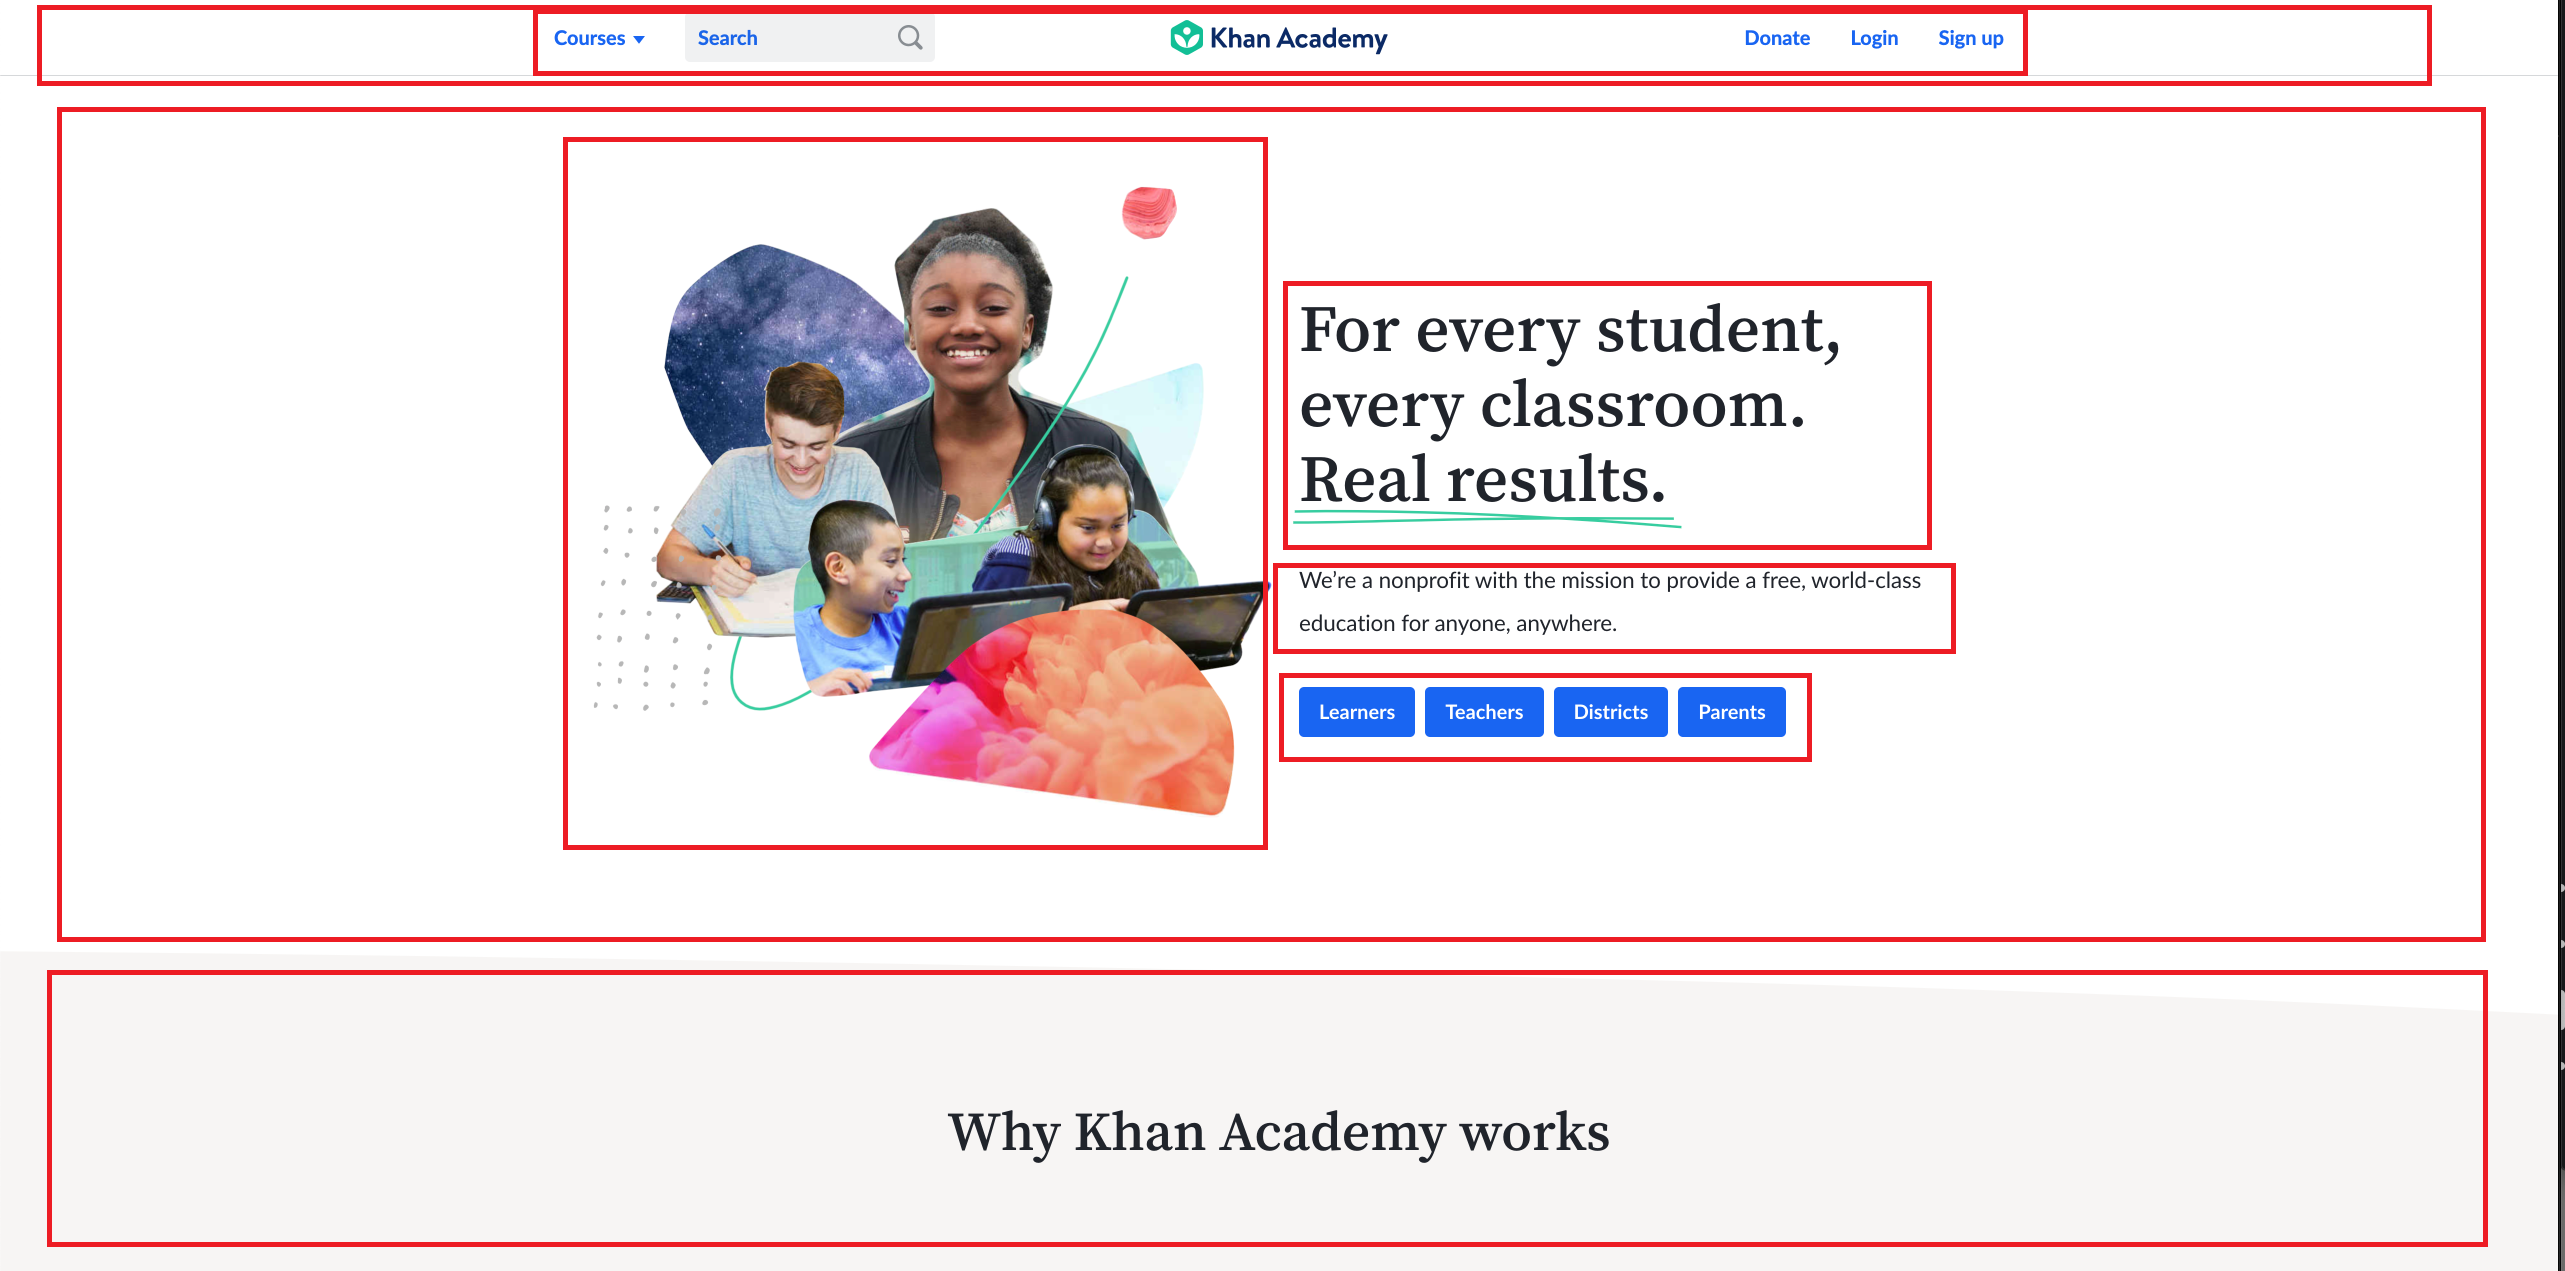 Courses
Search
Khan Academy
Donate
Login
Sign up
For every student,
every classroom.
Real results.
We’re a nonprofit with the mission to provide a free, world-class
education for anyone, anywhere.
Learners
Teachers
Districts
Parents
Why Khan Academy works